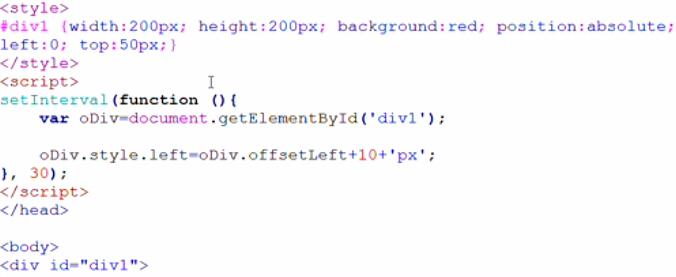 <style>
#div1 {width:200px; height:200px; background:red; position:absolute;
left:0; top:50px;}
</style>
<script>
setInterval(function (){
    var oDiv=document.getElementById('div1');
    oDiv.style.left=oDiv.offsetLeft+10+'px';
}, 30);
</script>
</head>
<body>
<div id="div1">